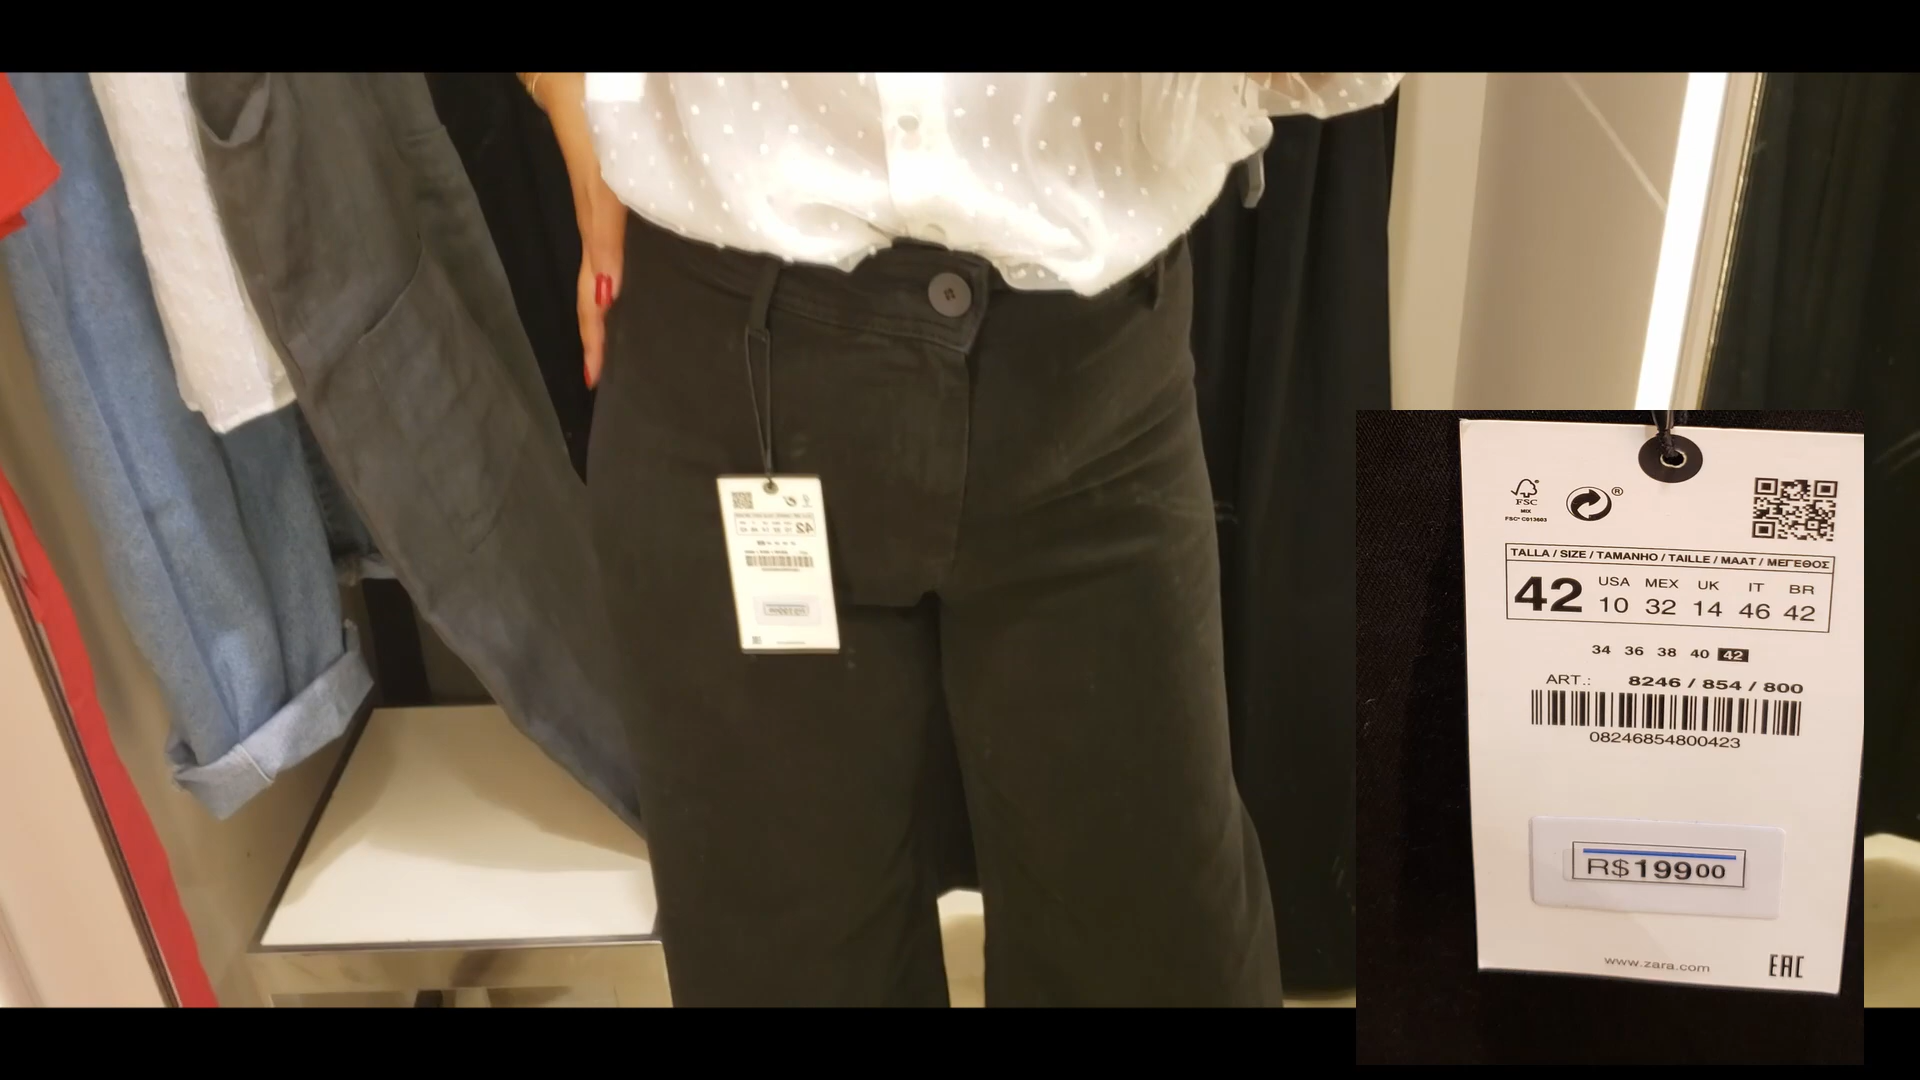 FSC
MIX
FSC® C013603
®
TALLA / SIZE / TAMANHO / TAILLE / MAAT / ΜΕΓΕΘΟΣ
42 USA MEX UK IT BR
10 32 14 46 42
34 36 38 40 42
ART.: 8246 / 854 / 800
08246854800423
R$19900
www.zara.com
EAC